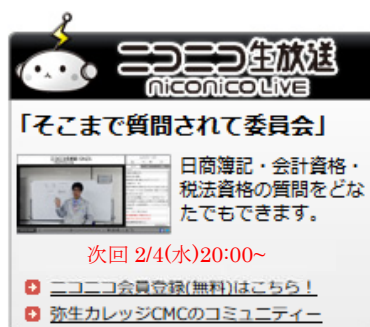 ニコニコ生放送
niconico LIVE
「そこまで質問されて委員会」
日商簿記・会計資格・
税法資格の質問をどな
たでもできます。
次回 2/4(水)20:00~
ニコニコ会員登録(無料)はこちら！
弥生カレッジCMCのコミュニティー